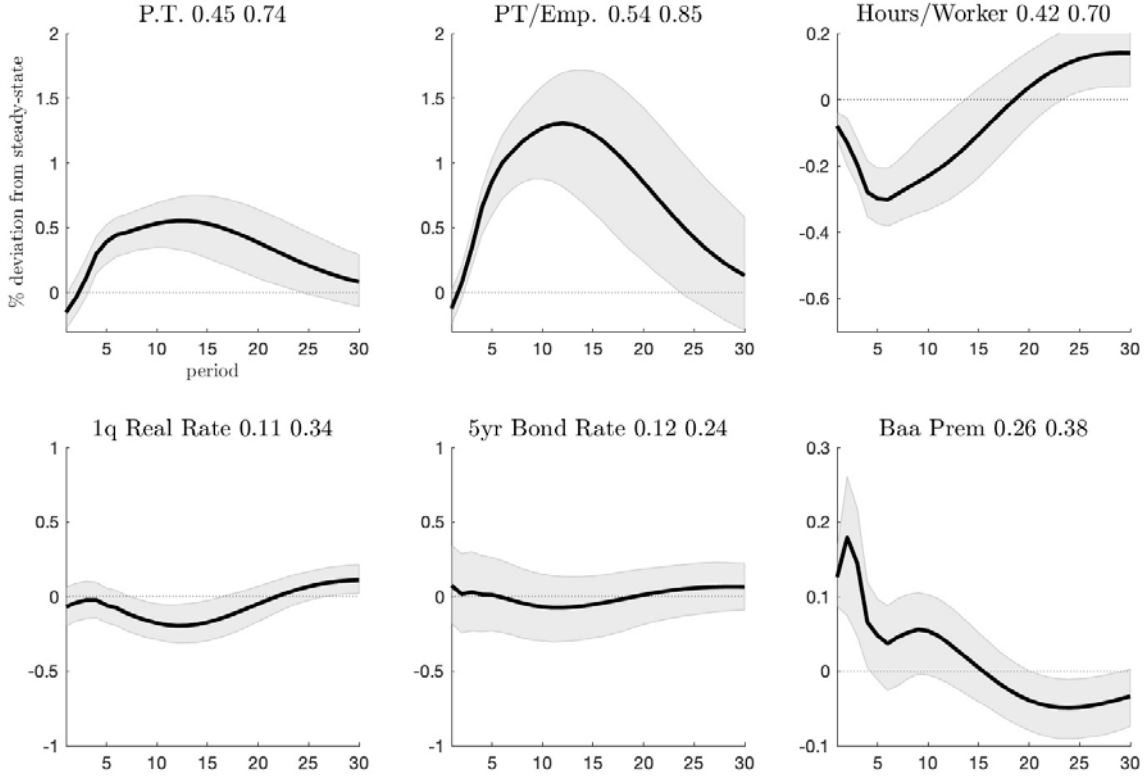 P.T. 0.45 0.74
% deviation from steady-state
2
1.5
1
0.5
0
5 10 15 20 25 30
period
PT/Emp. 0.54 0.85
2
1.5
1
0.5
0
5 10 15 20 25 30
Hours/Worker 0.42 0.70
0.2
0
-0.2
-0.4
-0.6
5 10 15 20 25 30
1q Real Rate 0.11 0.34
1
0.5
0
-0.5
-1
5 10 15 20 25 30
5yr Bond Rate 0.12 0.24
1
0.5
0
-0.5
-1
5 10 15 20 25 30
Baa Prem 0.26 0.38
0.3
0.2
0.1
0
-0.1
5 10 15 20 25 30